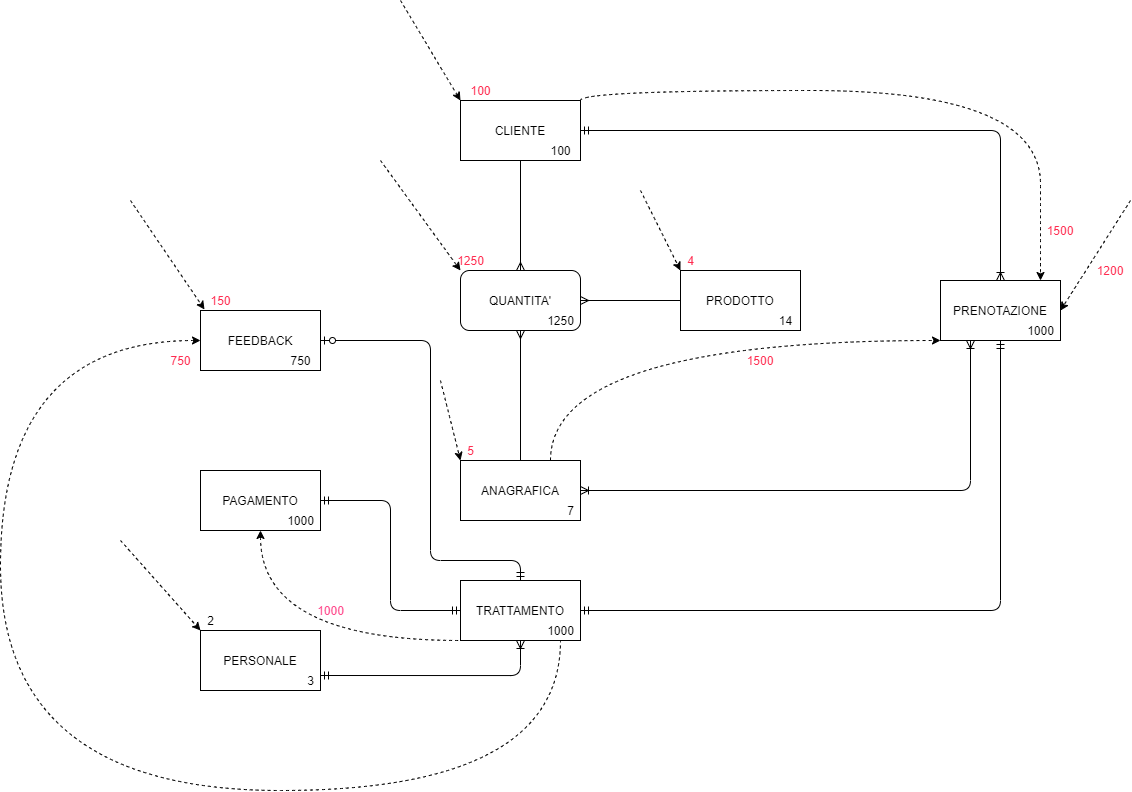 100
CLIENTE
100
1500
1250
QUANTITA'
1250
4
PRODOTTO
14
1200
PRENOTAZIONE
1000
150
FEEDBACK
750
750
1500
5
ANAGRAFICA
7
PAGAMENTO
1000
1000
TRATTAMENTO
1000
2
PERSONALE
3